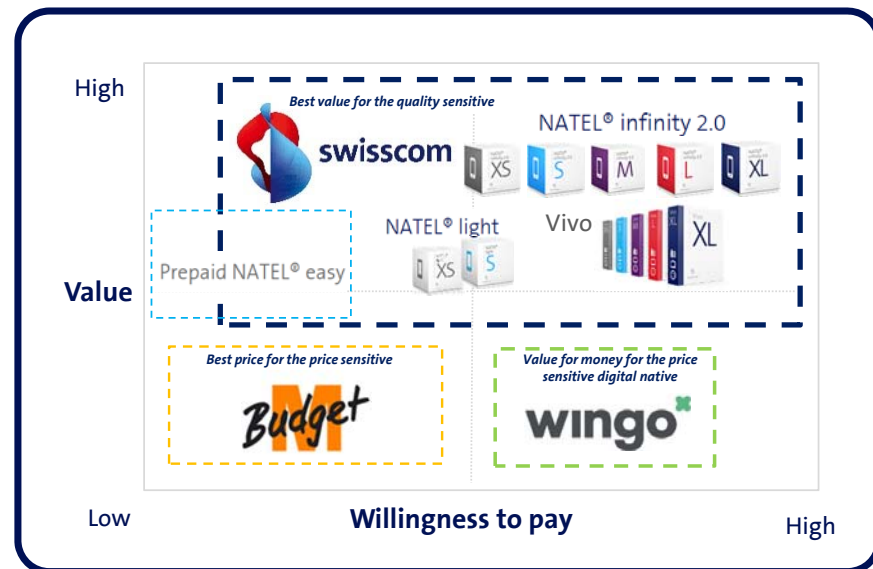 High
Best value for the quality sensitive
swisscom
NATEL® infinity 2.0
XS
S
M
L
XL
NATEL® light
XS
S
Vivo
XL
Prepaid NATEL® easy
Value
Best price for the price sensitive
M
Budget
Value for money for the price
sensitive digital native
wingo
Low
Willingness to pay
High